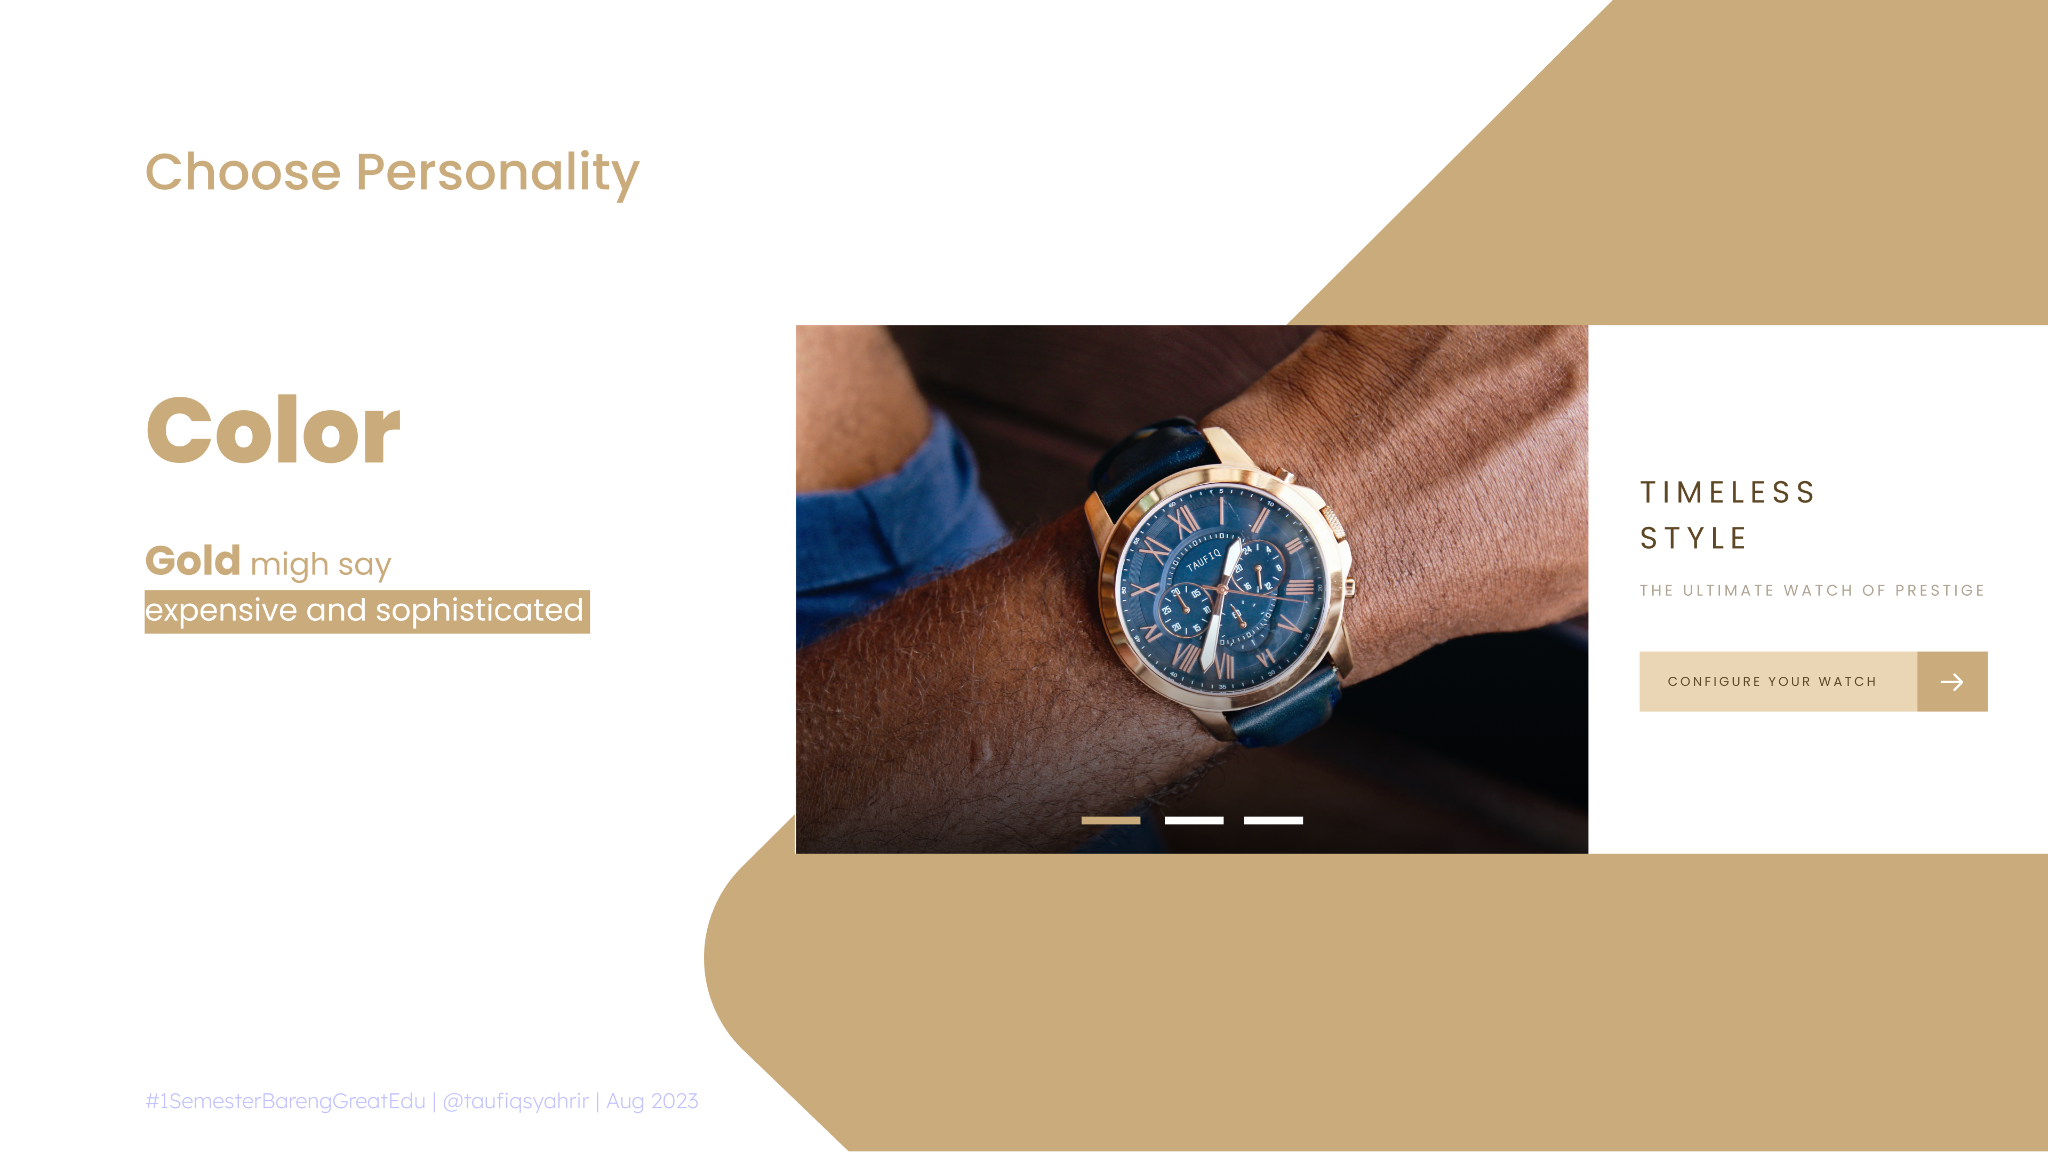 Choose Personality
Color
Gold migh say
expensive and sophisticated
TAUFIQ
TIMELESS
STYLE
THE ULTIMATE WATCH OF PRESTIGE
CONFIGURE YOUR WATCH
#1SemesterBarengGreatEdu | @taufiqsyahrir | Aug 2023